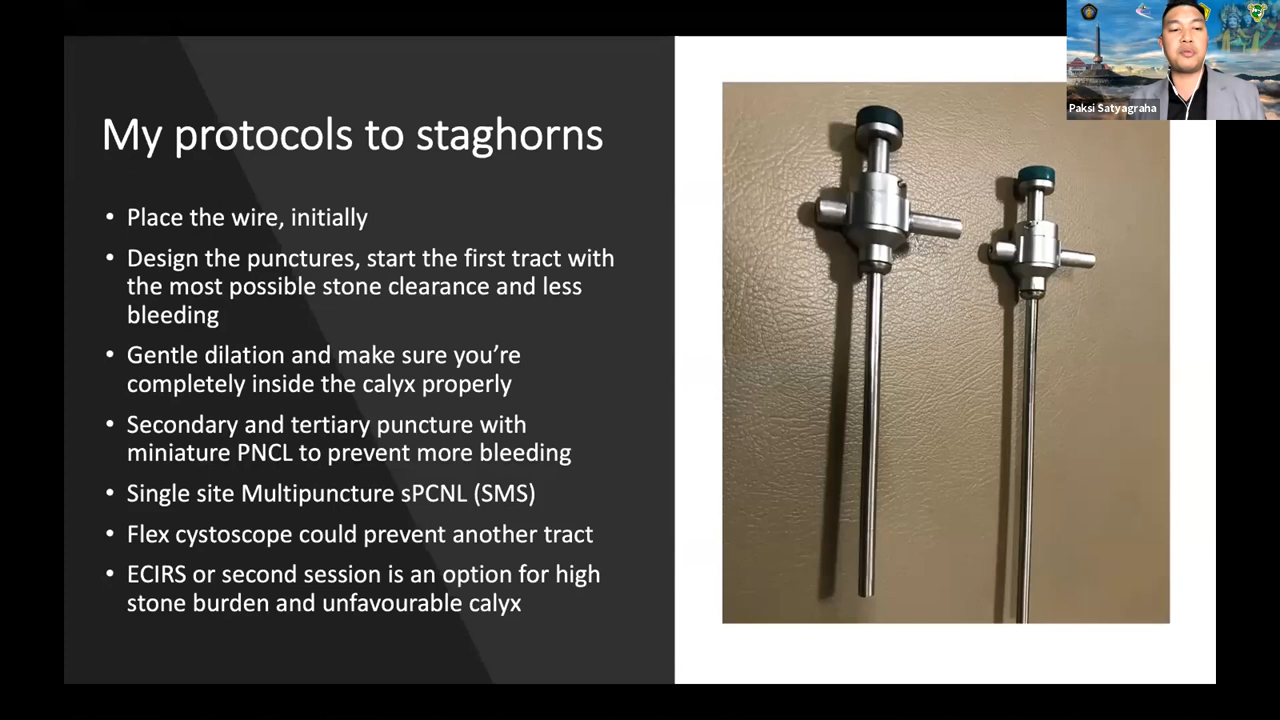 My protocols to staghorns
• Place the wire, initially
• Design the punctures, start the first tract with
the most possible stone clearance and less
bleeding
• Gentle dilation and make sure you’re
completely inside the calyx properly
• Secondary and tertiary puncture with
miniature PNCL to prevent more bleeding
• Single site Multipuncture sPCNL (SMS)
• Flex cystoscope could prevent another tract
• ECIRS or second session is an option for high
stone burden and unfavourable calyx
Paksi Satyagraha